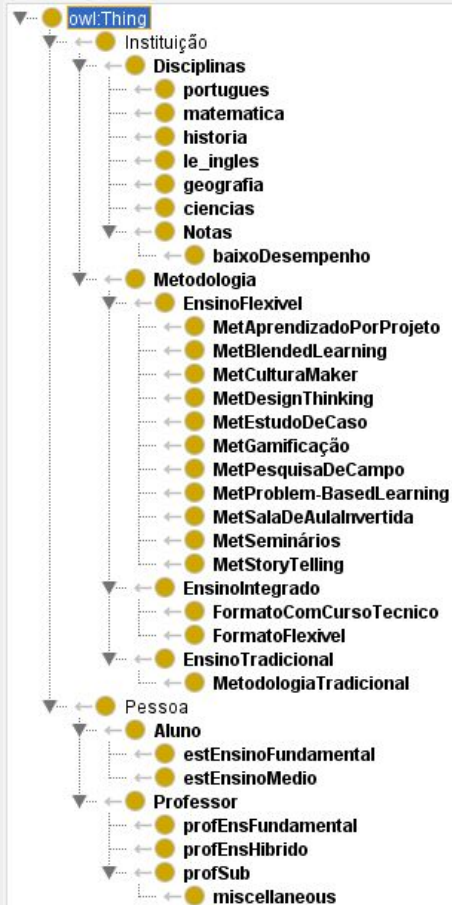 owl:Thing
Instituição
Disciplinas
portugues
matematica
historia
le_ingles
geografia
ciencias
Notas
baixoDesempenho
Metodologia
EnsinoFlexivel
MetAprendizadoPorProjeto
MetBlendedLearning
MetCulturaMaker
MetDesignThinking
MetEstudoDeCaso
MetGamificação
MetPesquisaDeCampo
MetProblem-BasedLearning
MetSalaDeAulaInvertida
MetSeminários
MetStoryTelling
EnsinoIntegrado
FormatoComCursoTecnico
FormatoFlexivel
EnsinoTradicional
MetodologiaTradicional
Pessoa
Aluno
estEnsinoFundamental
estEnsinoMedio
Professor
profEnsFundamental
profEnsHibrido
profSub
miscellaneous